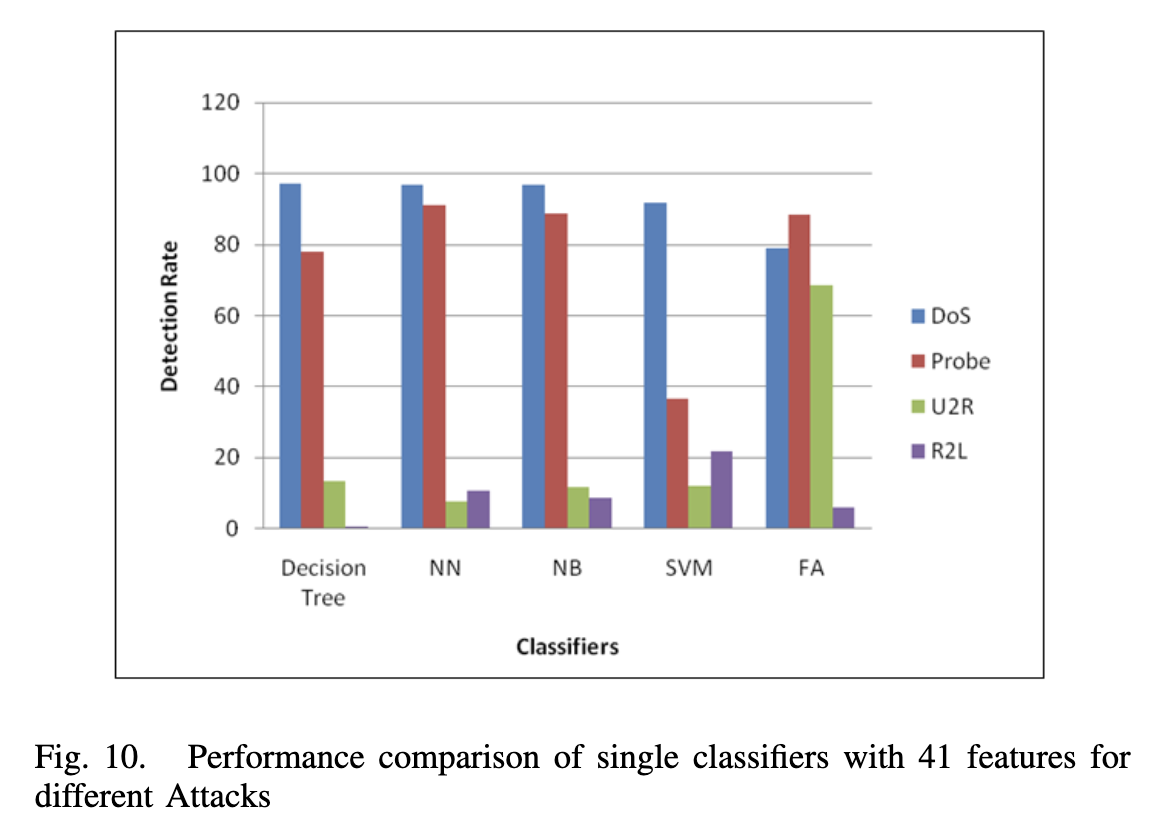 120
100
80
60
40
20
0
Detection Rate
Decision
Tree
NN
NB
SVM
FA
Classifiers
DoS
Probe
U2R
R2L
Fig. 10. Performance comparison of single classifiers with 41 features for
different Attacks